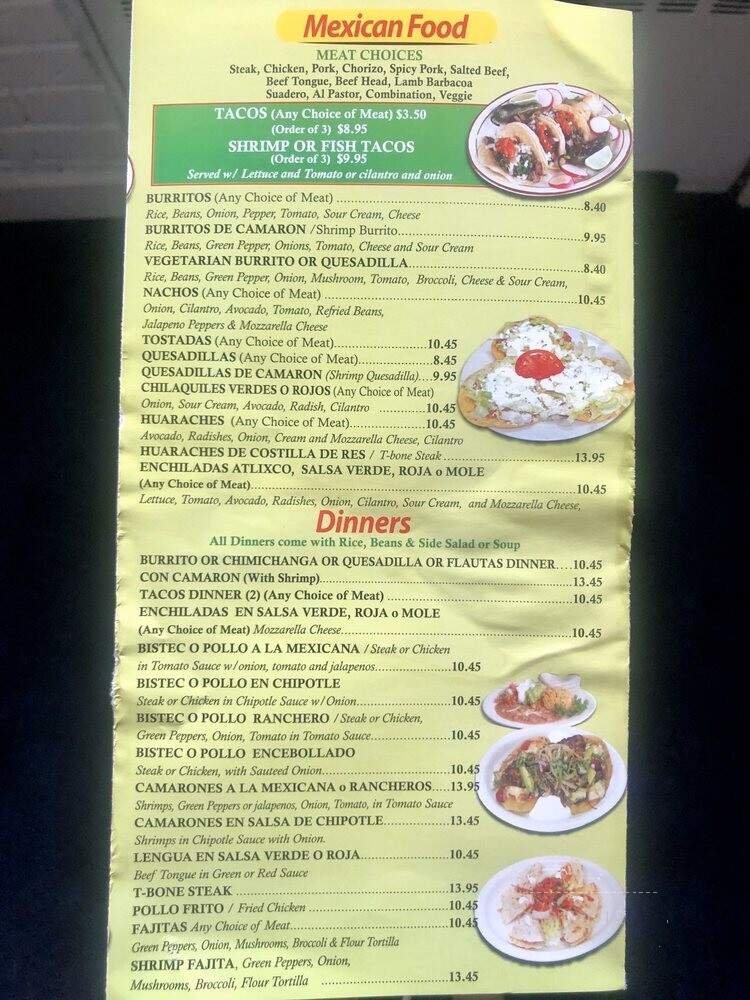 Mexican Food
MEAT CHOICES
Steak, Chicken, Pork, Chorizo, Spicy Pork, Salted Beef,
Beef Tongue, Beef Head, Lamb Barbacoa
Suadero, Al Pastor, Combination, Veggie
TACOS (Any Choice of Meat) $3.50
(Order of 3) $8.95
SHRIMP OR FISH TACOS
(Order of 3) $9.95
Served w/ Lettuce and Tomato or cilantro and onion
BURRITOS (Any Choice of Meat) ..... 8.40
Rice, Beans, Onion, Pepper, Tomato, Sour Cream, Cheese
BURRITOS DE CAMARON /Shrimp Burrito..... 9.95
Rice, Beans, Green Pepper, Onions, Tomato, Cheese and Sour Cream
VEGETARIAN BURRITO OR QUESADILLA..... 8.40
Rice, Beans, Green Pepper, Onion, Mushroom, Tomato, Broccoli, Cheese & Sour Cream,
NACHOS (Any Choice of Meat) ..... 10.45
Onion, Cilantro, Avocado, Tomato, Refried Beans,
Jalapeno Peppers & Mozzarella Cheese
TOSTADAS (Any Choice of Meat)..... 10.45
QUESADILLAS (Any Choice of Meat)..... 8.45
QUESADILLAS DE CAMARON (Shrimp Quesadilla).... 9.95
CHILAQUILES VERDES O ROJOS (Any Choice of Meat)
Onion, Sour Cream, Avocado, Radish, Cilantro ..... 10.45
HUARACHES (Any Choice of Meat)..... 10.45
Avocado, Radishes, Onion, Cream and Mozzarella Cheese, Cilantro
HUARACHES DE COSTILLA DE RES / T-bone Steak ..... 13.95
ENCHILADAS ATLIXCO, SALSA VERDE, ROJA o MOLE
(Any Choice of Meat)..... 10.45
Lettuce, Tomato, Avocado, Radishes, Onion, Cilantro, Sour Cream, and Mozzarella Cheese,
Dinners
All Dinners come with Rice, Beans & Side Salad or Soup
BURRITO OR CHIMICHANGA OR QUESADILLA OR FLAUTAS DINNER.... 10.45
CON CAMARON (With Shrimp)..... 13.45
TACOS DINNER (2) (Any Choice of Meat) ..... 10.45
ENCHILADAS EN SALSA VERDE, ROJA o MOLE
(Any Choice of Meat) Mozzarella Cheese..... 10.45
BISTEC O POLLO A LA MEXICANA /Steak or Chicken
in Tomato Sauce w/onion, tomato and jalapenos..... 10.45
BISTEC O POLLO EN CHIPOTLE
Steak or Chicken in Chipotle Sauce w/Onion..... 10.45
BISTEC O POLLO RANCHERO /Steak or Chicken,
Green Peppers, Onion, Tomato in Tomato Sauce..... 10.45
BISTEC O POLLO ENCEBOLLADO
Steak or Chicken, with Sauteed Onion..... 10.45
CAMARONES A LA MEXICANA o RANCHEROS..... 13.95
Shrimps, Green Peppers or jalapenos, Onion, Tomato, in Tomato Sauce
CAMARONES EN SALSA DE CHIPOTLE..... 13.45
Shrimps in Chipotle Sauce with Onion.
LENGUA EN SALSA VERDE O ROJA..... 10.45
Beef Tongue in Green or Red Sauce
T-BONE STEAK ..... 13.95
POLLO FRITO / Fried Chicken ..... 10.45
FAJITAS Any Choice of Meat..... 10.45
Green Peppers, Onion, Mushrooms, Broccoli & Flour Tortilla
SHRIMP FAJITA, Green Peppers, Onion,
Mushrooms, Broccoli, Flour Tortilla ..... 13.45